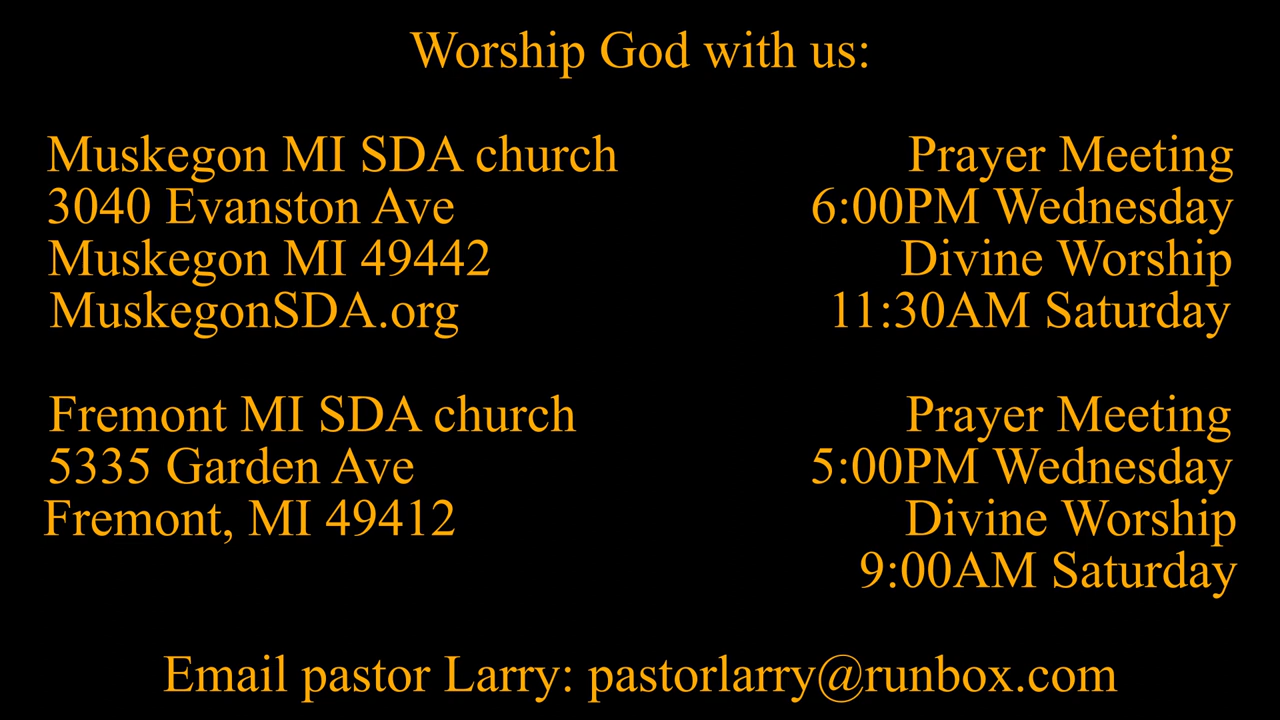 Worship God with us:
Muskegon MI SDA church
3040 Evanston Ave
Muskegon MI 49442
MuskegonSDA.org
Prayer Meeting
6:00PM Wednesday
Divine Worship
11:30AM Saturday
Fremont MI SDA church
5335 Garden Ave
Fremont, MI 49412
Prayer Meeting
5:00PM Wednesday
Divine Worship
9:00AM Saturday
Email pastor Larry: pastorlarry@runbox.com